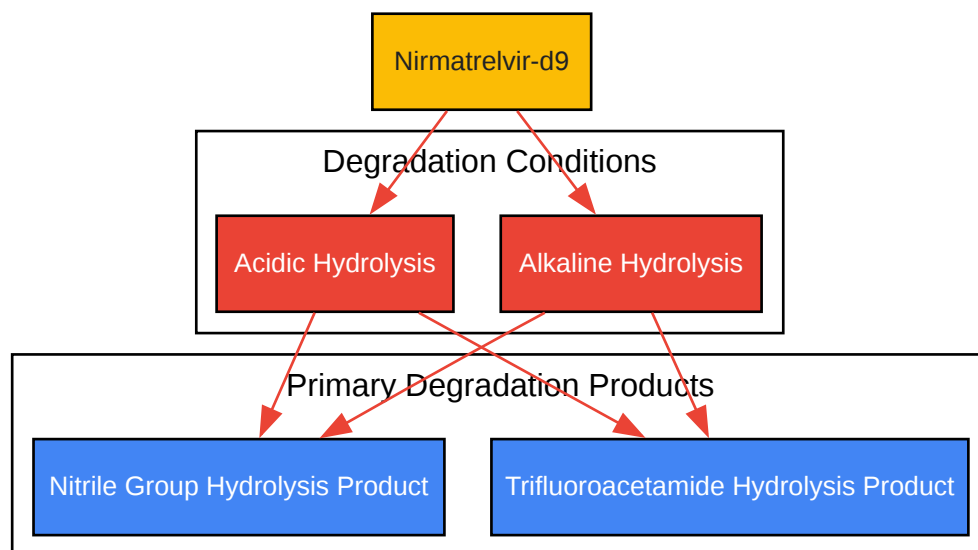 Nirmatrelvir-d9
Degradation Conditions
Acidic Hydrolysis
Alkaline Hydrolysis
Primary Degradation Products
Nitrile Group Hydrolysis Product
Trifluoroacetamide Hydrolysis Product